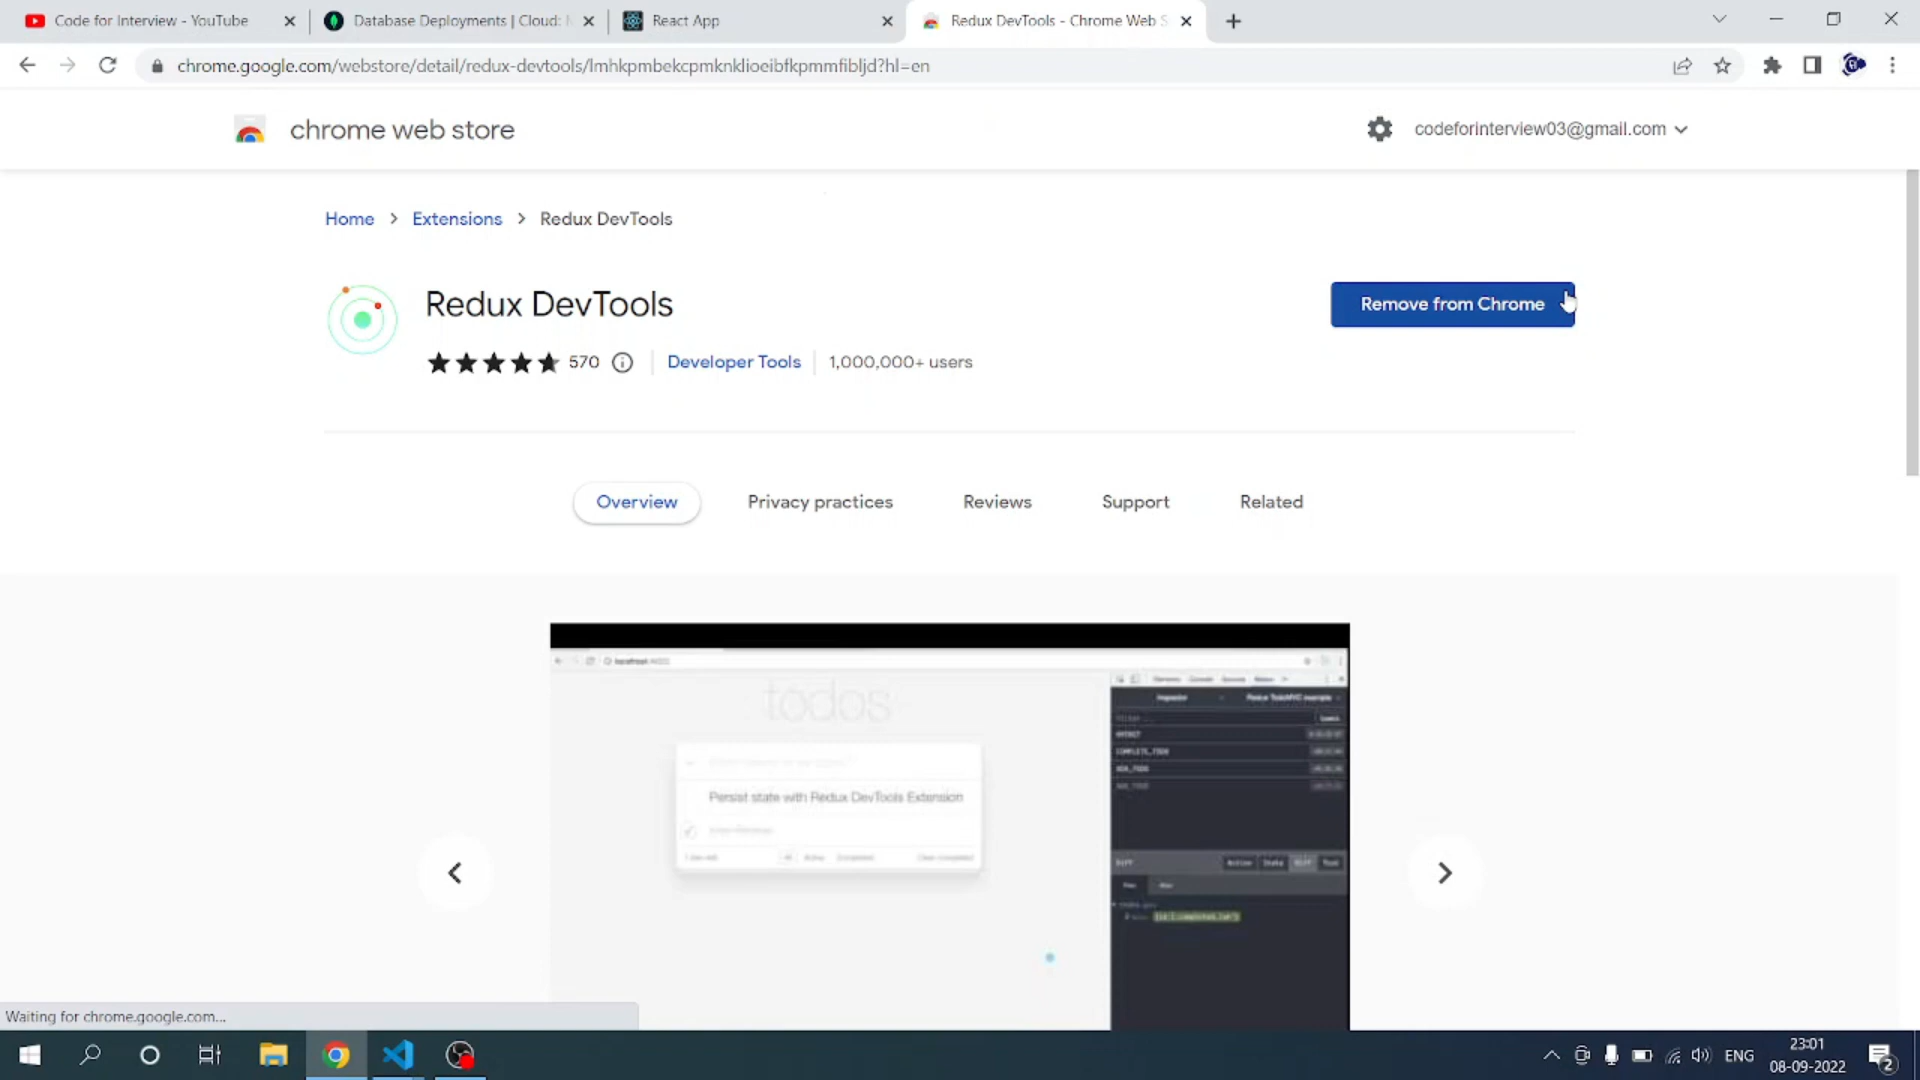 Code for Interview - YouTube
Database Deployments | Cloud:
React App
Redux DevTools - Chrome Web S
chrome.google.com/webstore/detail/redux-devtools/lmhkpmbekcpmknklioeibfkpmmfibljd?hl=en
chrome web store
codeforinterview03@gmail.com
Home > Extensions > Redux DevTools
Redux DevTools
Remove from Chrome
570
Developer Tools
1,000,000+ users
Overview
Privacy practices
Reviews
Support
Related
todos
Persist state with Redux DevTools Extension
Waiting for chrome.google.com...
ENG
23:01
08-09-2022
2